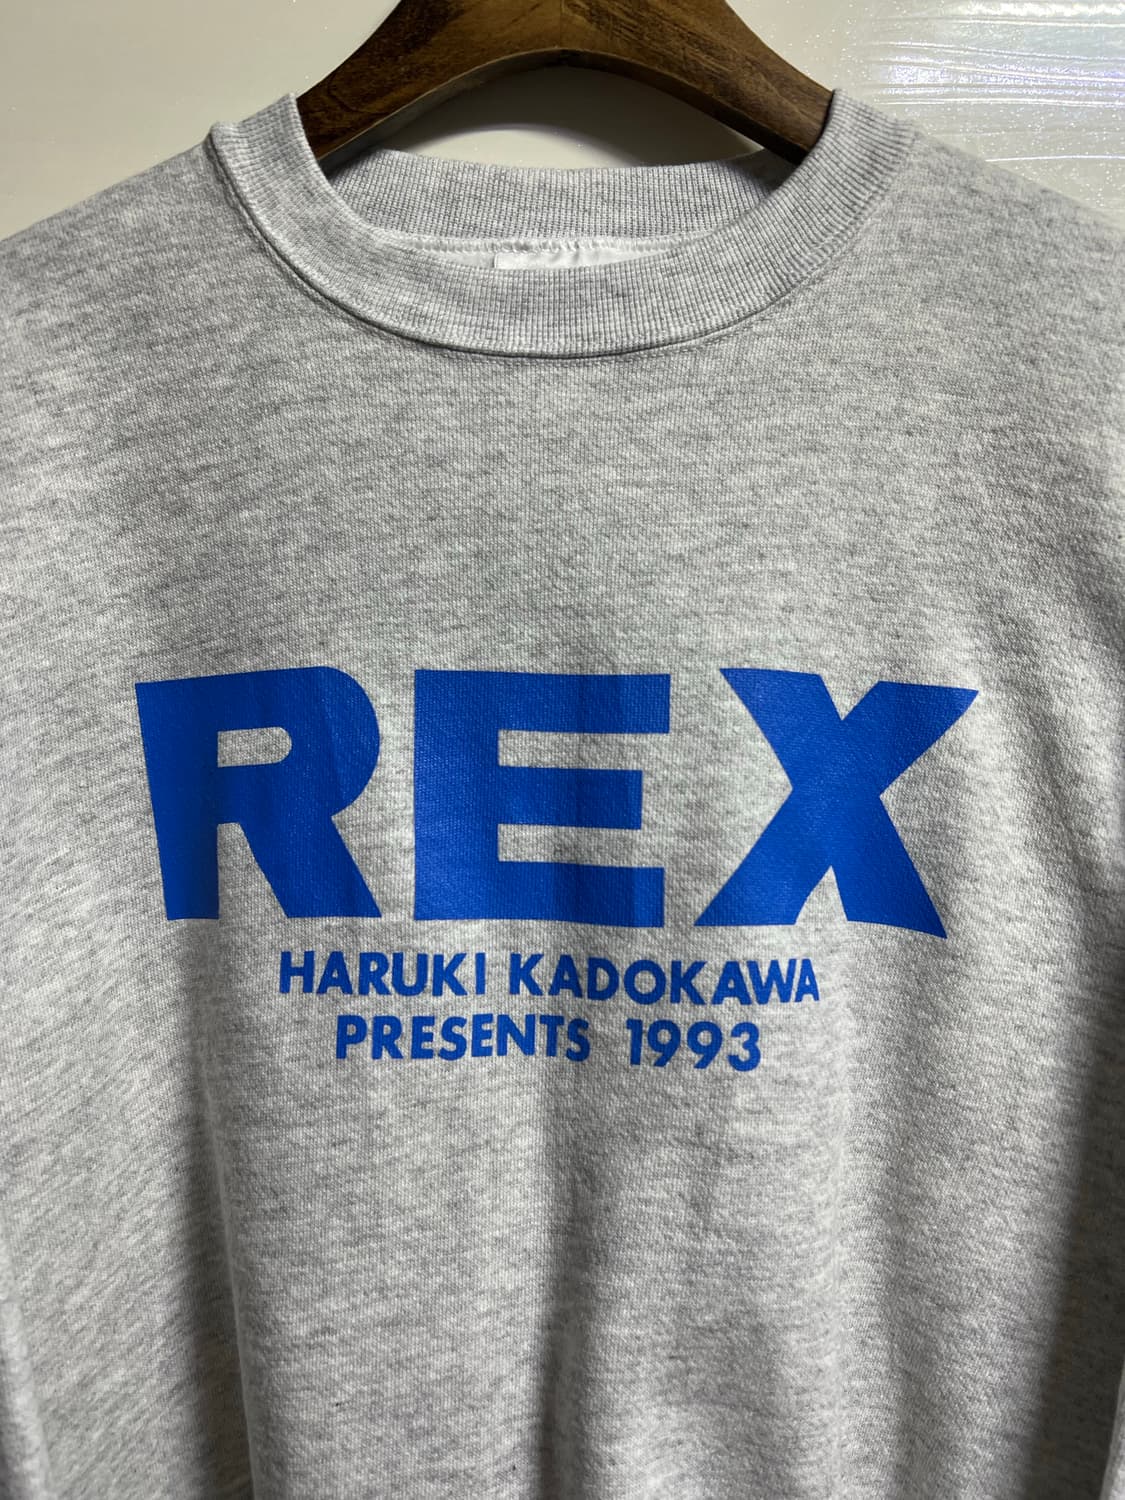 REX
HARUKI KADOKAWA
PRESENTS 1993